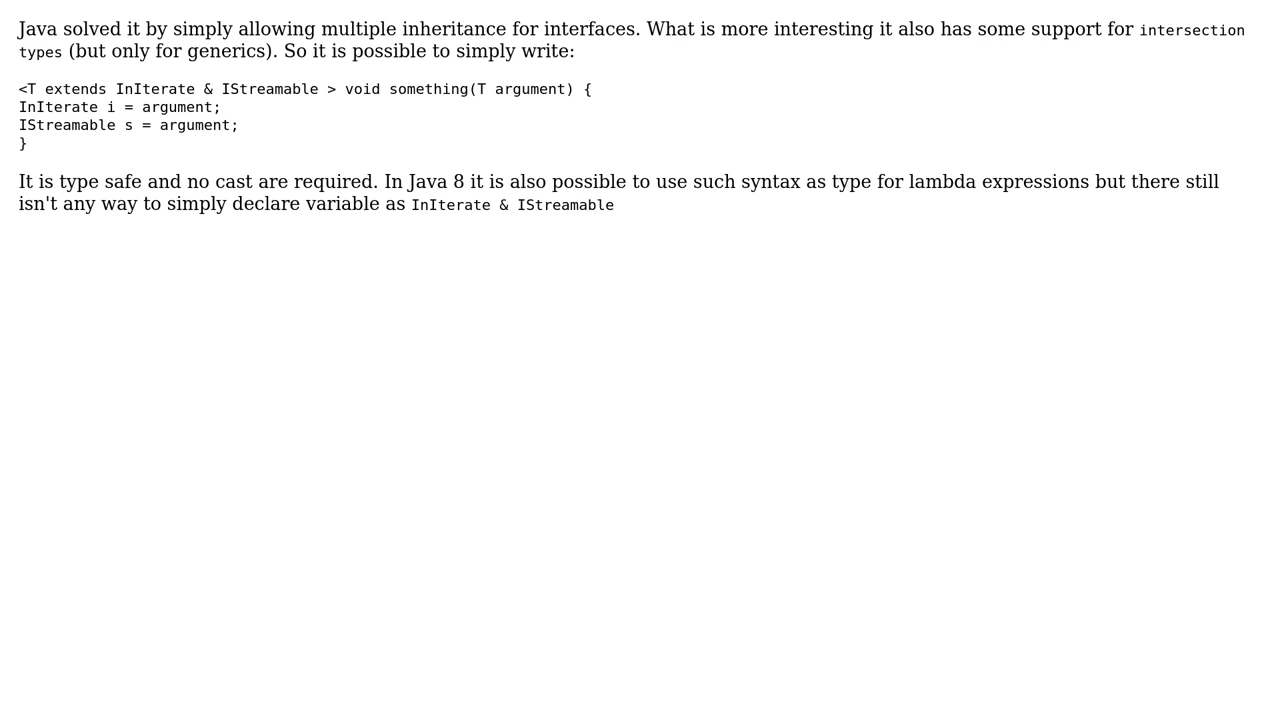 Java solved it by simply allowing multiple inheritance for interfaces. What is more interesting it also has some support for intersection
types (but only for generics). So it is possible to simply write:
<T extends InIterate & IStreamable > void something(T argument) {
InIterate i = argument;
IStreamable s = argument;
}
It is type safe and no cast are required. In Java 8 it is also possible to use such syntax as type for lambda expressions but there still
isn't any way to simply declare variable as InIterate & IStreamable